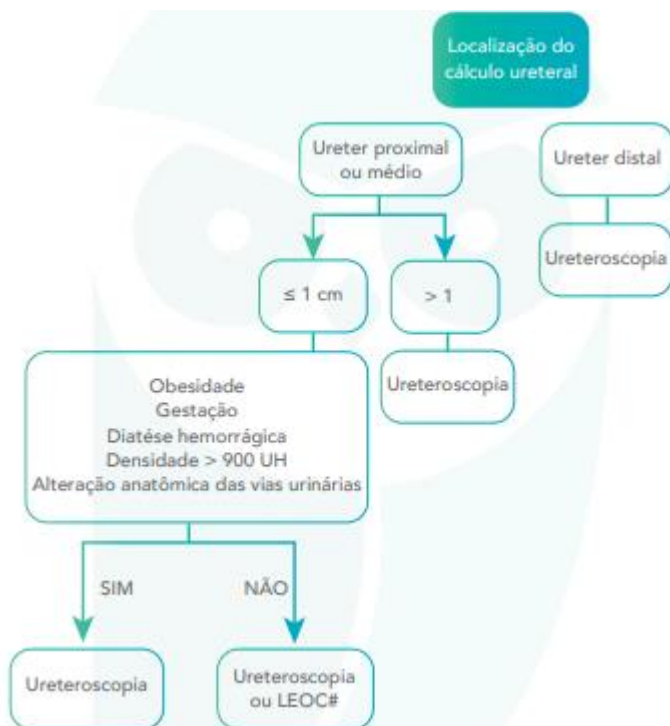 Localização do
cálculo ureteral
Ureter proximal
ou médio
Ureter distal
≤ 1 cm
> 1
Ureteroscopia
Ureteroscopia
Obesidade
Gestação
Diatése hemorrágica
Densidade > 900 UH
Alteração anatômica das vias urinárias
SIM
NÃO
Ureteroscopia
Ureteroscopia
ou LEOC#